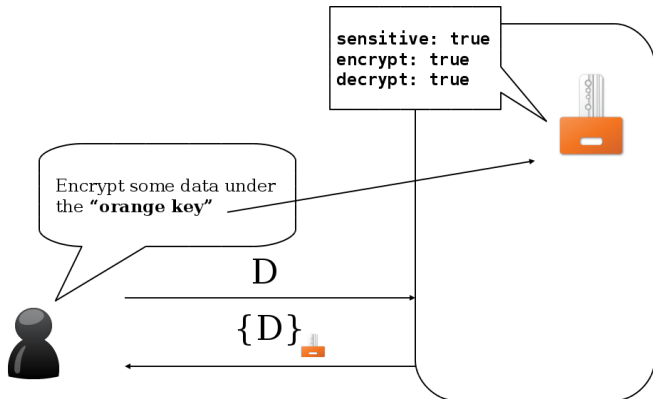 sensitive: true
encrypt: true
decrypt: true
Encrypt some data under
the “orange key”
D
{D}